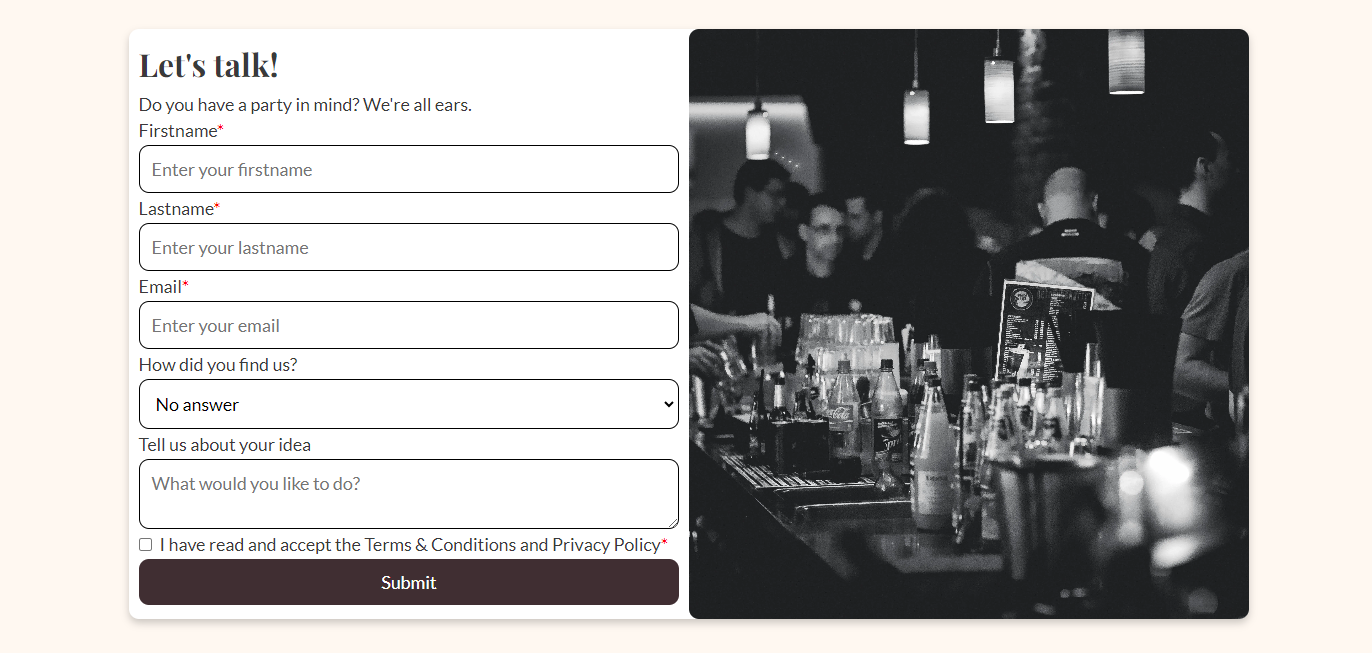 Let's talk!
Do you have a party in mind? We're all ears.
Firstname*
Enter your firstname
Lastname*
Enter your lastname
Email*
Enter your email
How did you find us?
No answer
Tell us about your idea
What would you like to do?
I have read and accept the Terms & Conditions and Privacy Policy*
Submit
Coca-Cola